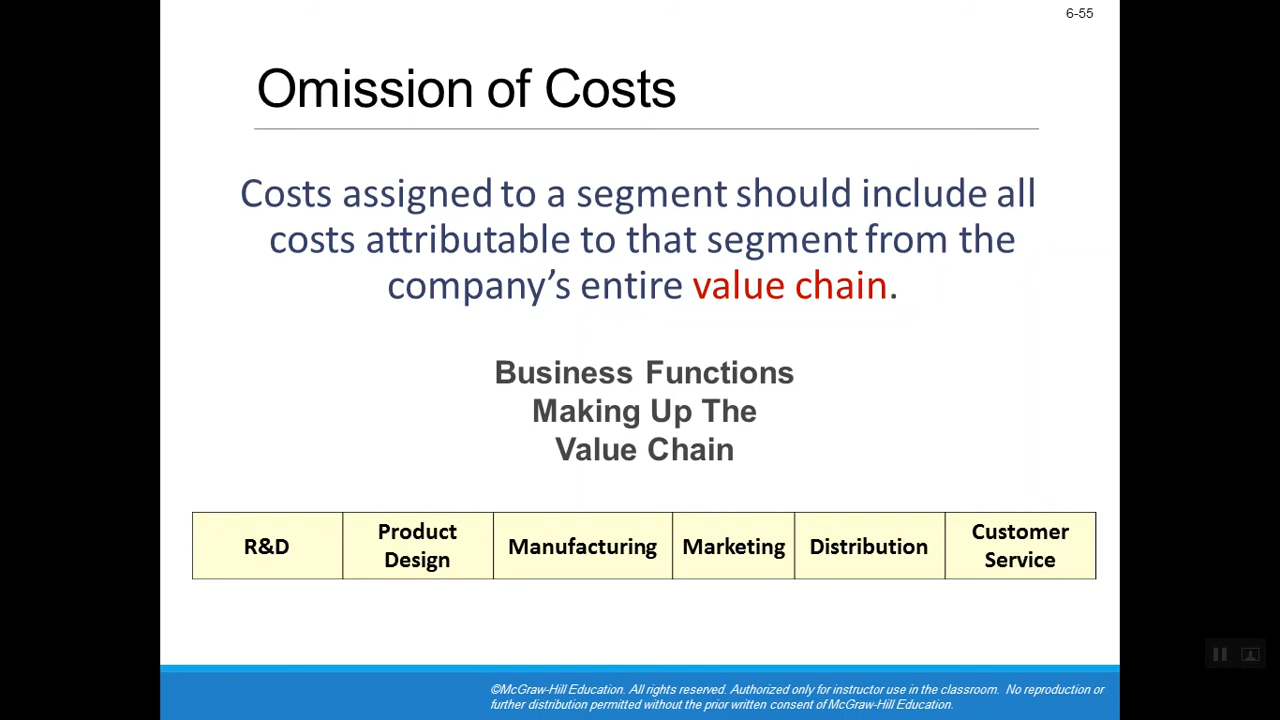 6-55
Omission of Costs
Costs assigned to a segment should include all
costs attributable to that segment from the
company’s entire value chain.
Business Functions
Making Up The
Value Chain
R&D
Product
Design
Manufacturing
Marketing
Distribution
Customer
Service
©McGraw-Hill Education. All rights reserved. Authorized only for instructor use in the classroom. No reproduction or
further distribution permitted without the prior written consent of McGraw-Hill Education.